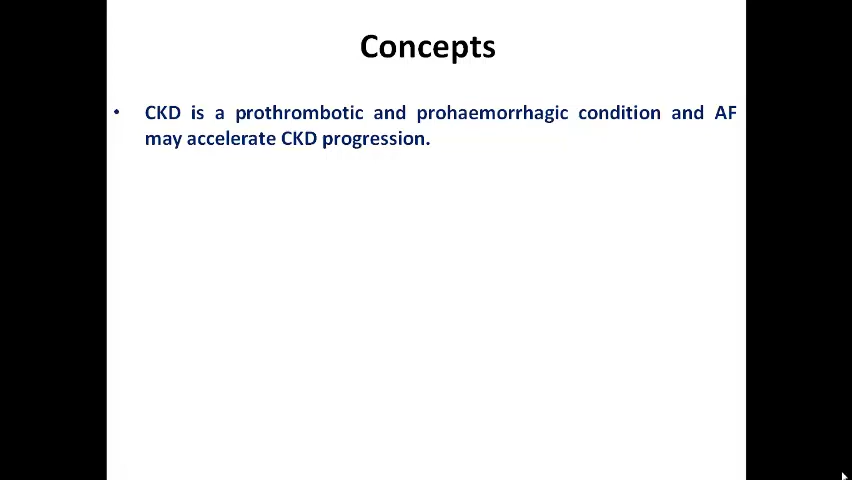 Concepts
• CKD is a prothrombotic and prohaemorrhagic condition and AF
may accelerate CKD progression.